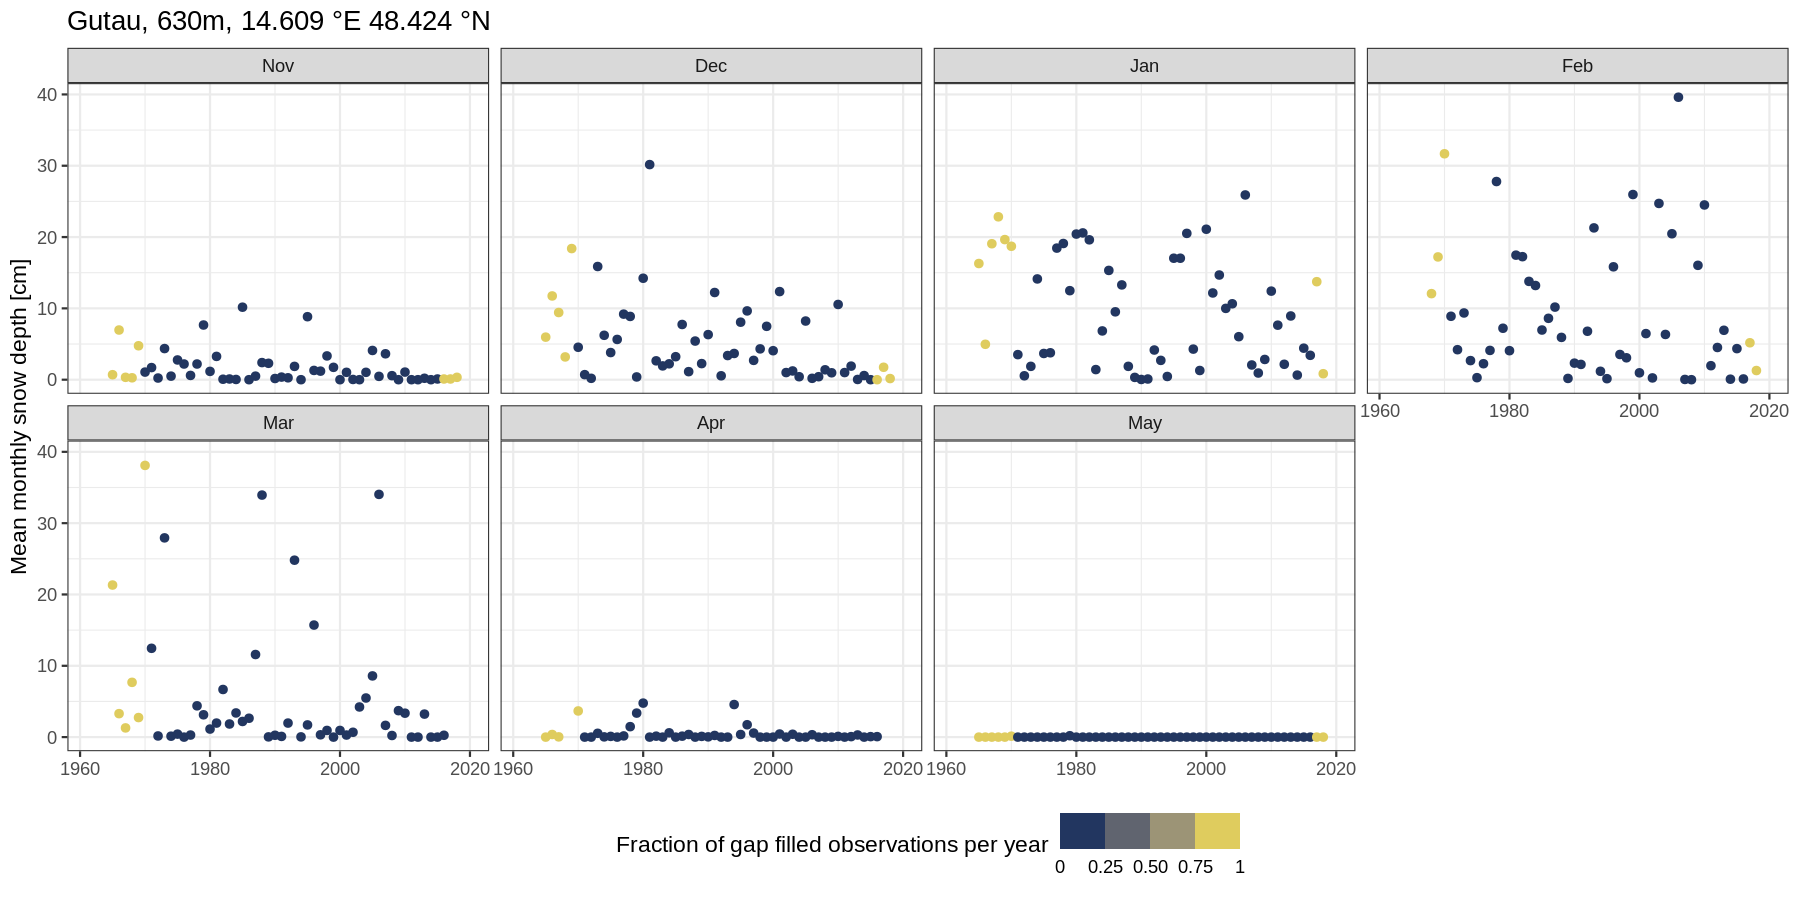 Gutau, 630m, 14.609 °E 48.424 °N
Nov
Dec
Jan
Feb
40
30
20
10
0
1960 1980 2000 2020
Mean monthly snow depth [cm]
Mar
Apr
May
40
30
20
10
0
1960 1980 2000 2020
1960 1980 2000 2020
1960 1980 2000 2020
Fraction of gap filled observations per year
0 0.25 0.50 0.75 1